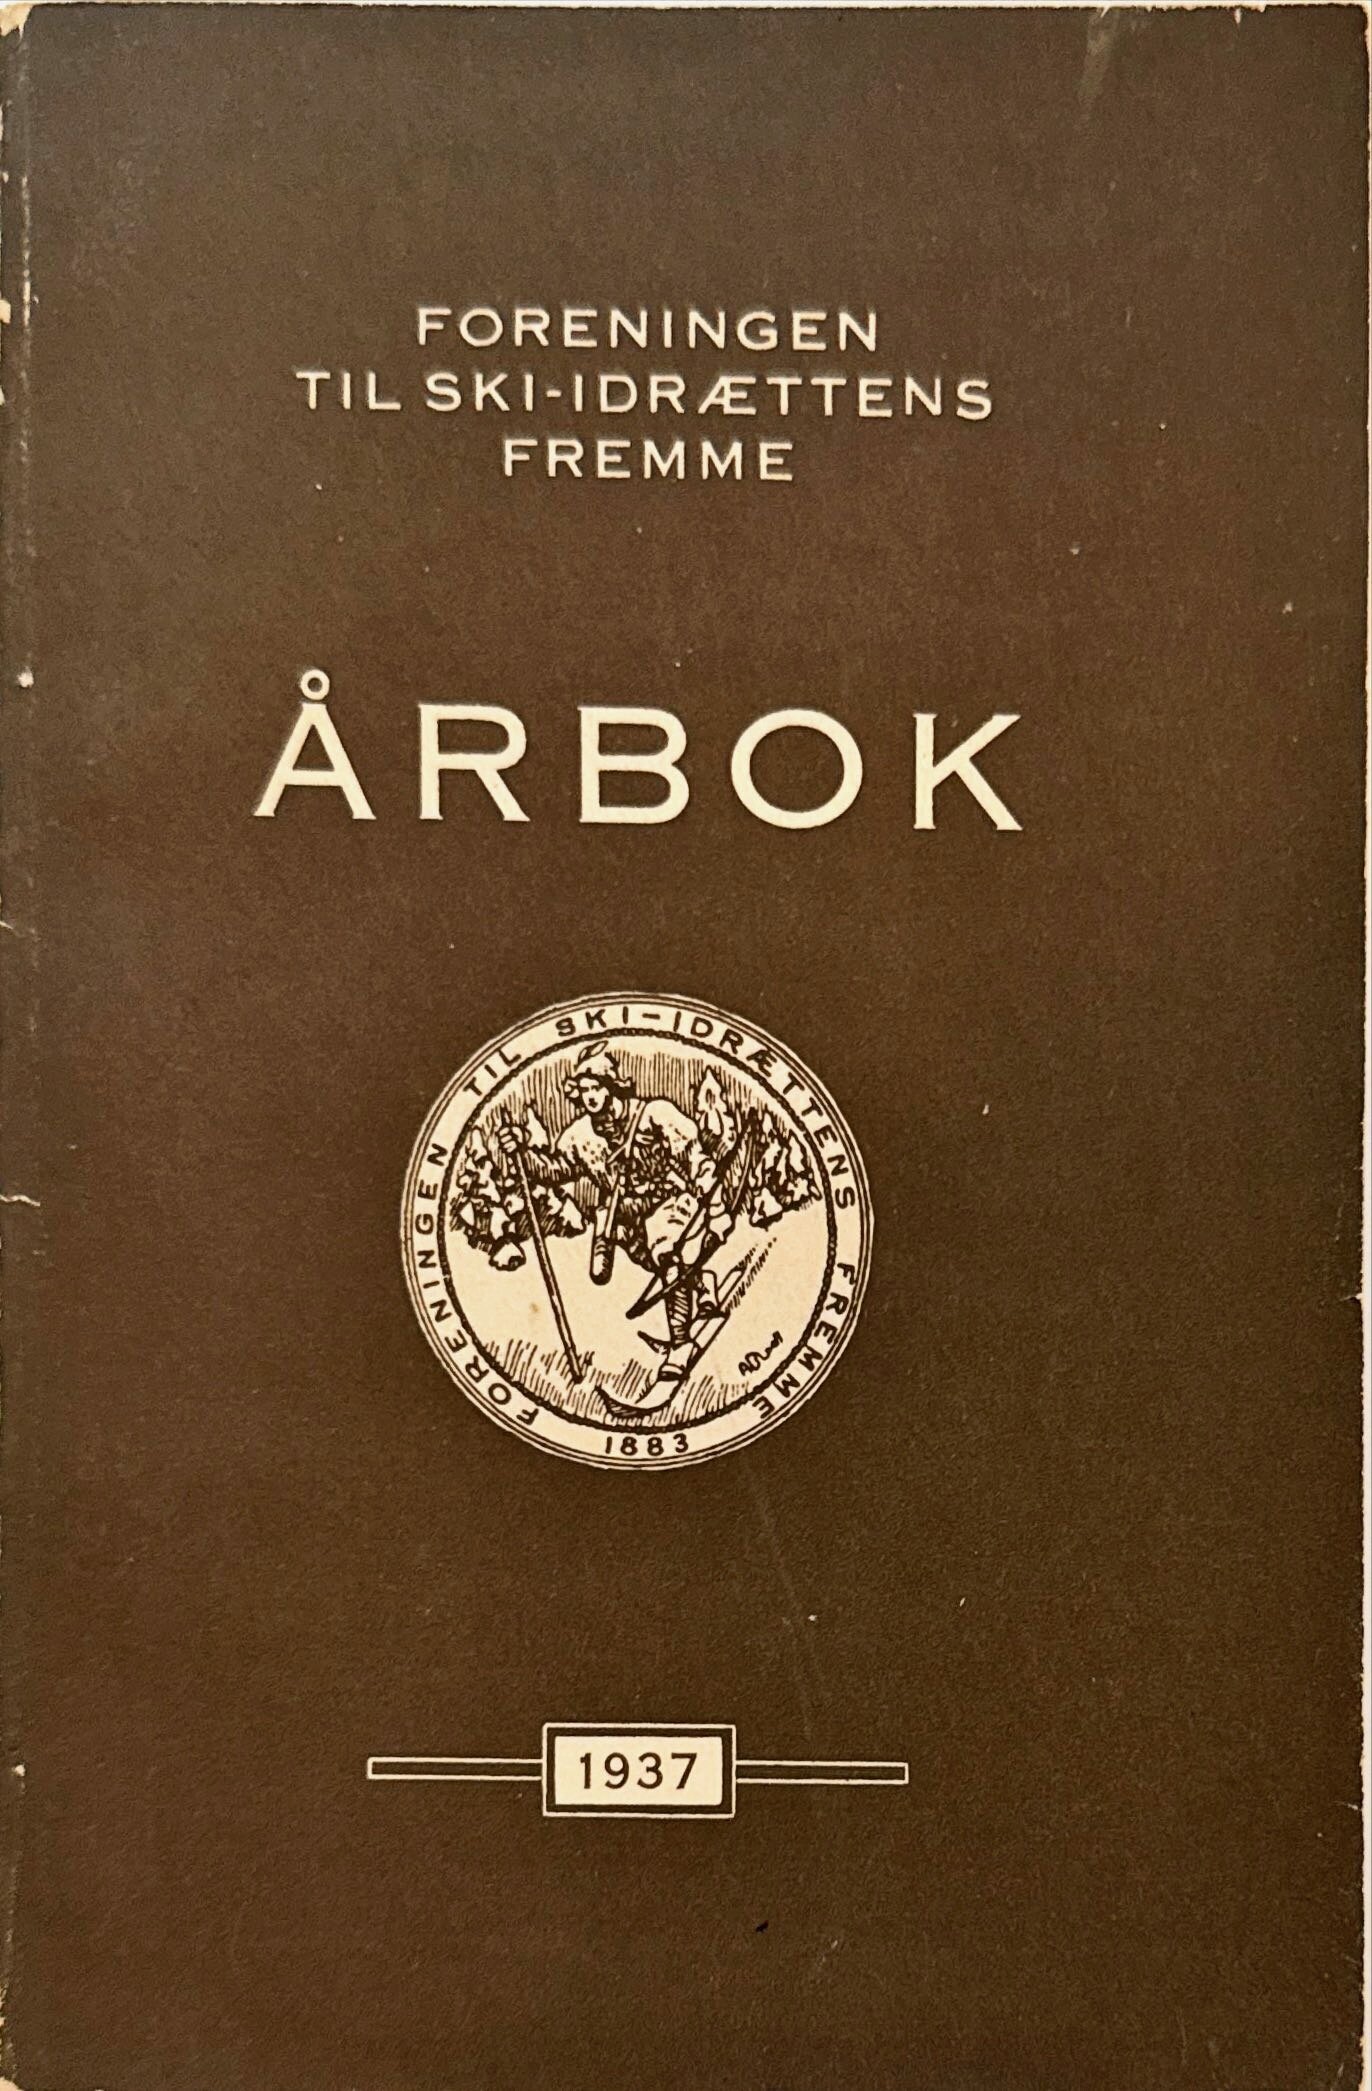 FORENINGEN
TIL SKI-IDRÆTTENS
FREMME
ÅRBOK
FORENINGEN TIL SKI-IDRÆTTENS FREMME
1883
1937